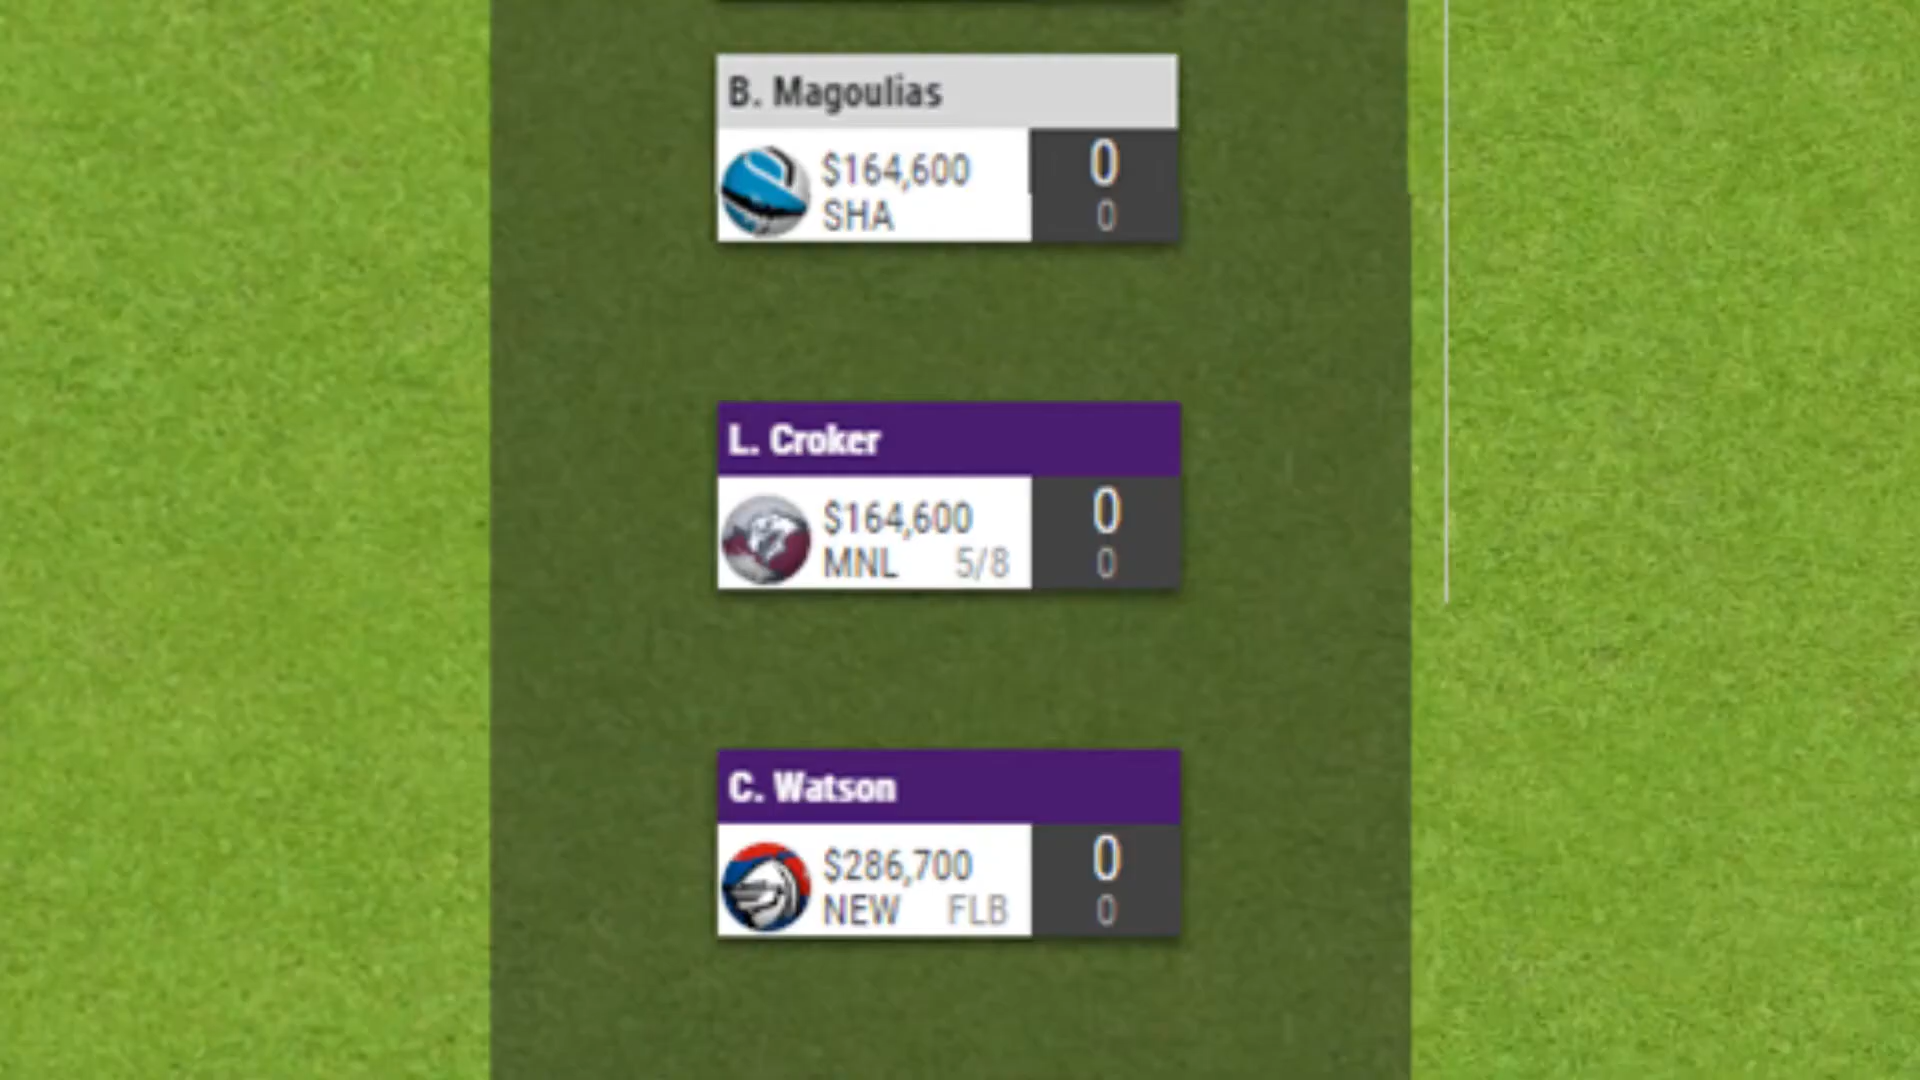 B. Magoulias
$164,600 0
SHA 0
L. Croker
$164,600 0
MNL 5/8 0
C. Watson
$286,700 0
NEW FLB 0